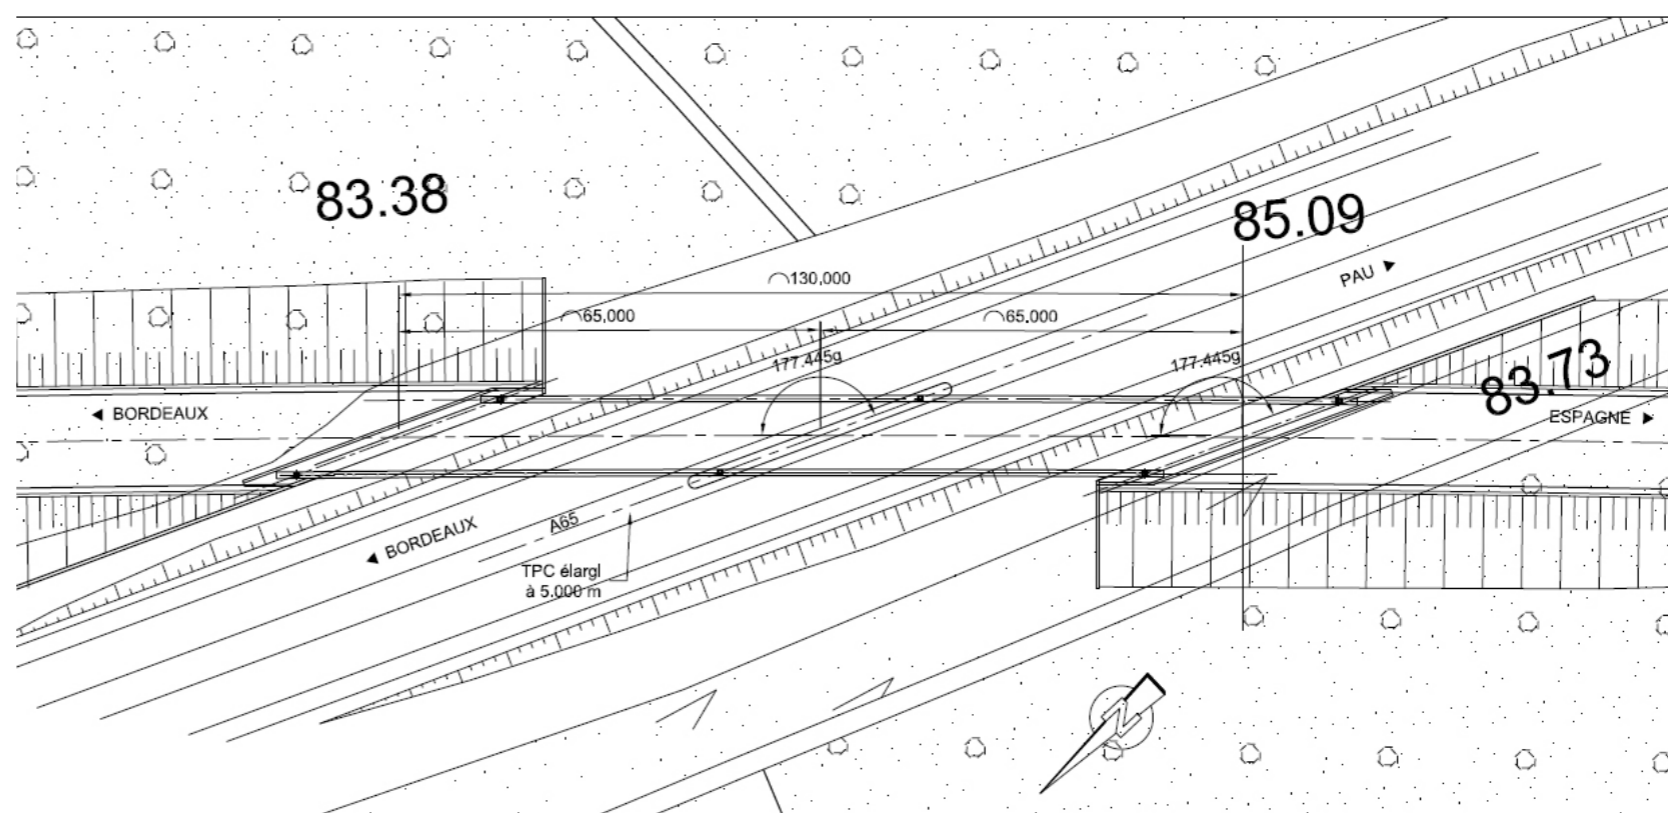 83.38
85.09
PAU ►
⌒130,000
⌒65,000
⌒65,000
177.445g
177.445g
83.73
◄ BORDEAUX
ESPAGNE ►
◄ BORDEAUX
A65
TPC élargl
à 5.000 m
N